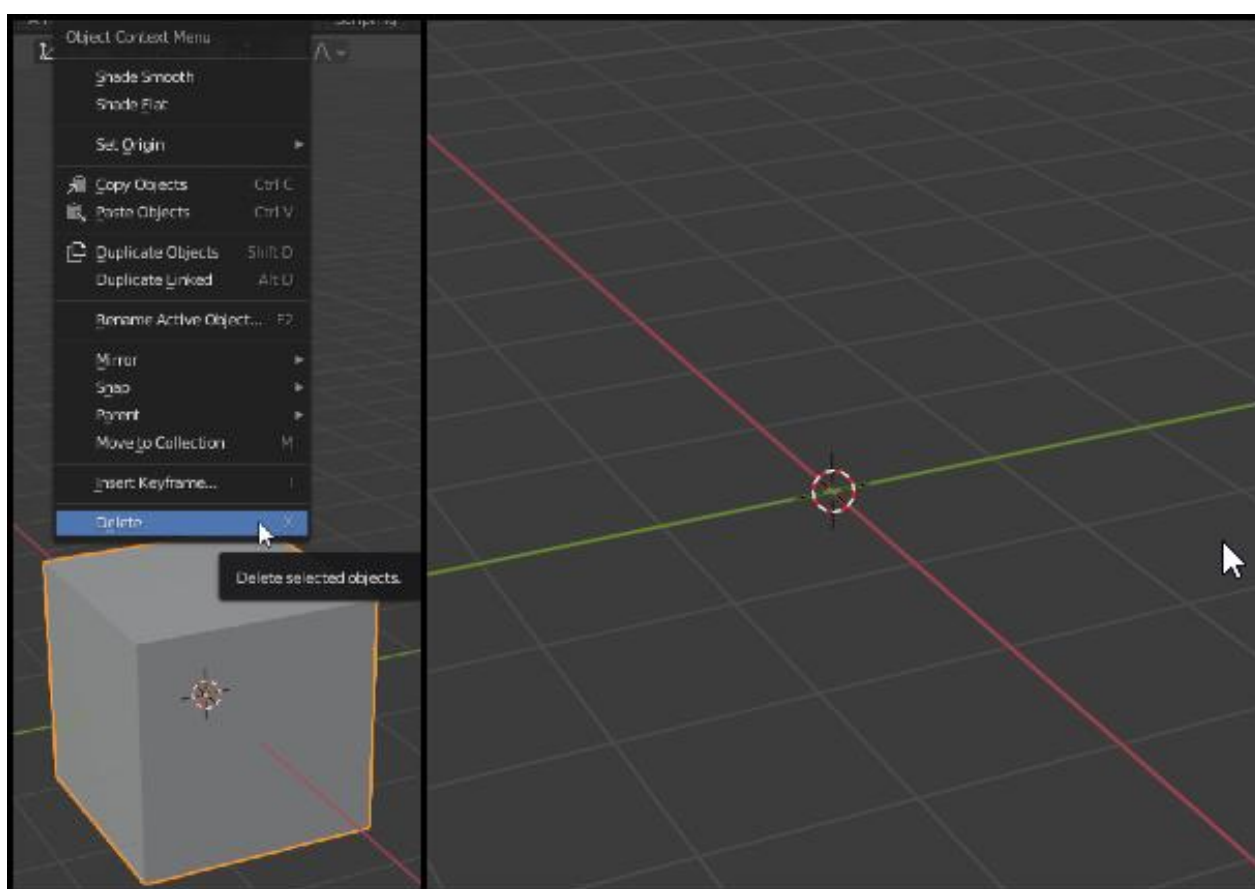 Scripting
Object Context Menu
Shade Smooth
Shade Flat
Set Origin
Copy Objects Ctrl C
Paste Objects Ctrl V
Duplicate Objects Shift D
Duplicate Linked Alt D
Rename Active Object... F2
Mirror
Snap
Parent
Move to Collection M
Insert Keyframe... I
Delete X
Delete selected objects.